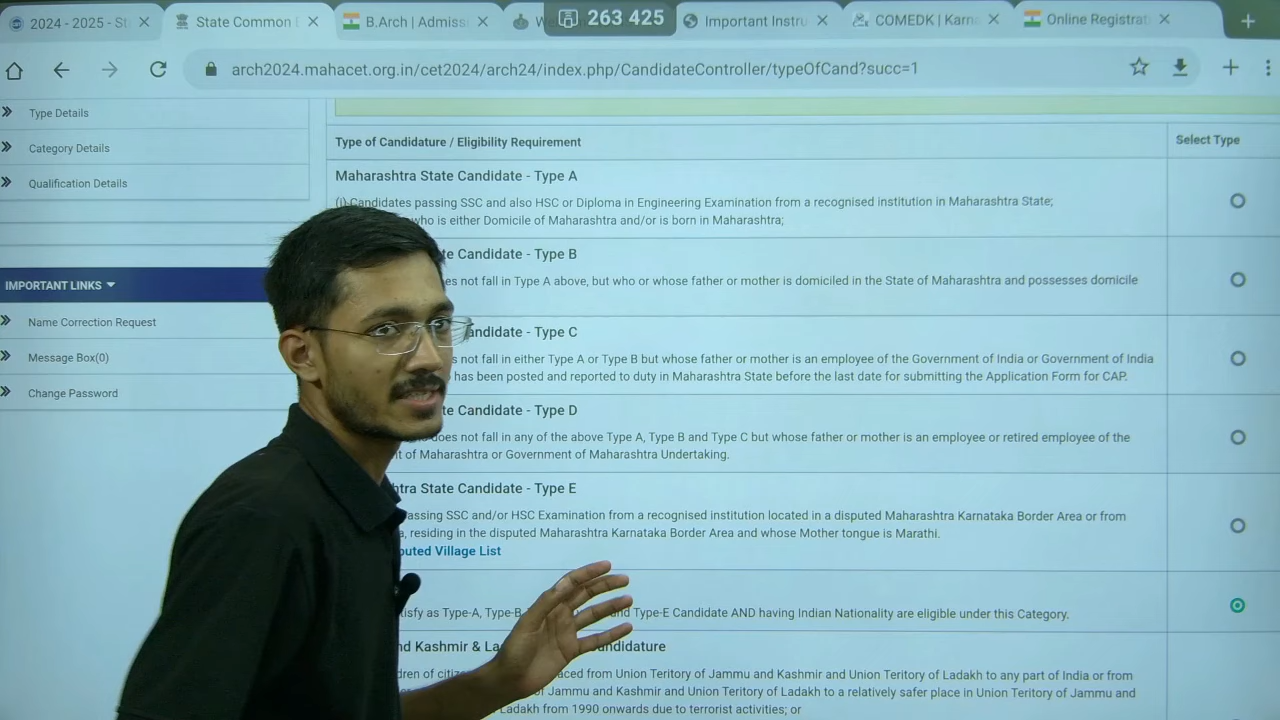 2024 - 2025 - St
State Common E
B.Arch | Admiss
263 425
Important Instru
COMEDK | Karn
Online Registrat
arch2024.mahacet.org.in/cet2024/arch24/index.php/CandidateController/typeOfCand?succ=1
Type Details
Category Details
Qualification Details
IMPORTANT LINKS
Name Correction Request
Message Box(0)
Change Password
Type of Candidature / Eligibility Requirement
Select Type
Maharashtra State Candidate - Type A
(i) Candidates passing SSC and also HSC or Diploma in Engineering Examination from a recognised institution in Maharashtra State;
who is either Domicile of Maharashtra and/or is born in Maharashtra;
te Candidate - Type B
es not fall in Type A above, but who or whose father or mother is domiciled in the State of Maharashtra and possesses domicile
andidate - Type C
not fall in either Type A or Type B but whose father or mother is an employee of the Government of India or Government of India
has been posted and reported to duty in Maharashtra State before the last date for submitting the Application Form for CAP.
te Candidate - Type D
does not fall in any of the above Type A, Type B and Type C but whose father or mother is an employee or retired employee of the
t of Maharashtra or Government of Maharashtra Undertaking.
htra State Candidate - Type E
assing SSC and/or HSC Examination from a recognised institution located in a disputed Maharashtra Karnataka Border Area or from
a, residing in the disputed Maharashtra Karnataka Border Area and whose Mother tongue is Marathi.
puted Village List
tisfy as Type-A, Type-B, and Type-E Candidate AND having Indian Nationality are eligible under this Category.
nd Kashmir & La ndidature
dren of citiz aced from Union Teritory of Jammu and Kashmir and Union Teritory of Ladakh to any part of India or from
of Jammu and Kashmir and Union Teritory of Ladakh to a relatively safer place in Union Teritory of Jammu and
Ladakh from 1990 onwards due to terrorist activities; or